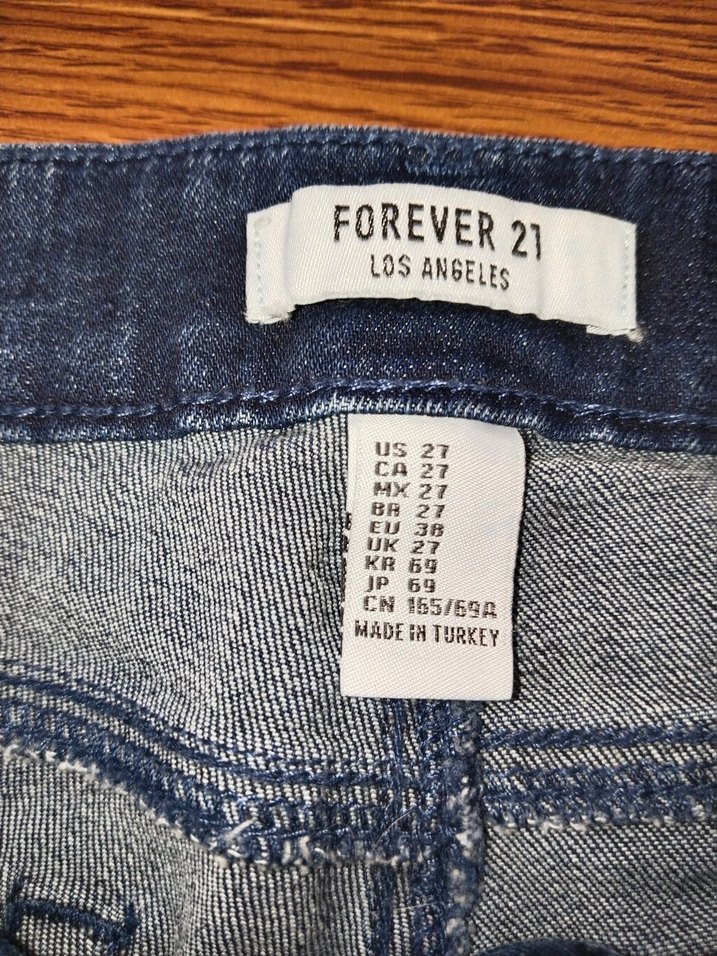 FOREVER 21
LOS ANGELES
US 27
CA 27
MX 27
BR 27
EU 38
UK 27
KR 69
JP 69
CN 165/69A
MADE IN TURKEY